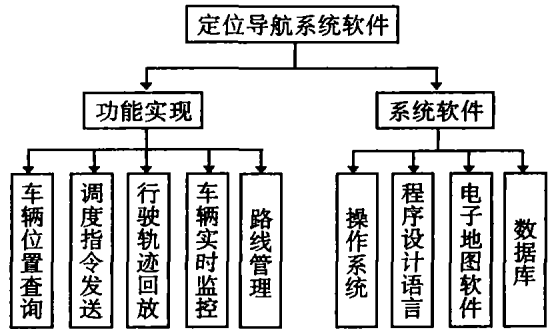 定位导航系统软件
功能实现
系统软件
车辆位置查询
调度指令发送
行驶轨迹回放
车辆实时监控
路线管理
操作系统
程序设计语言
电子地图软件
数据库